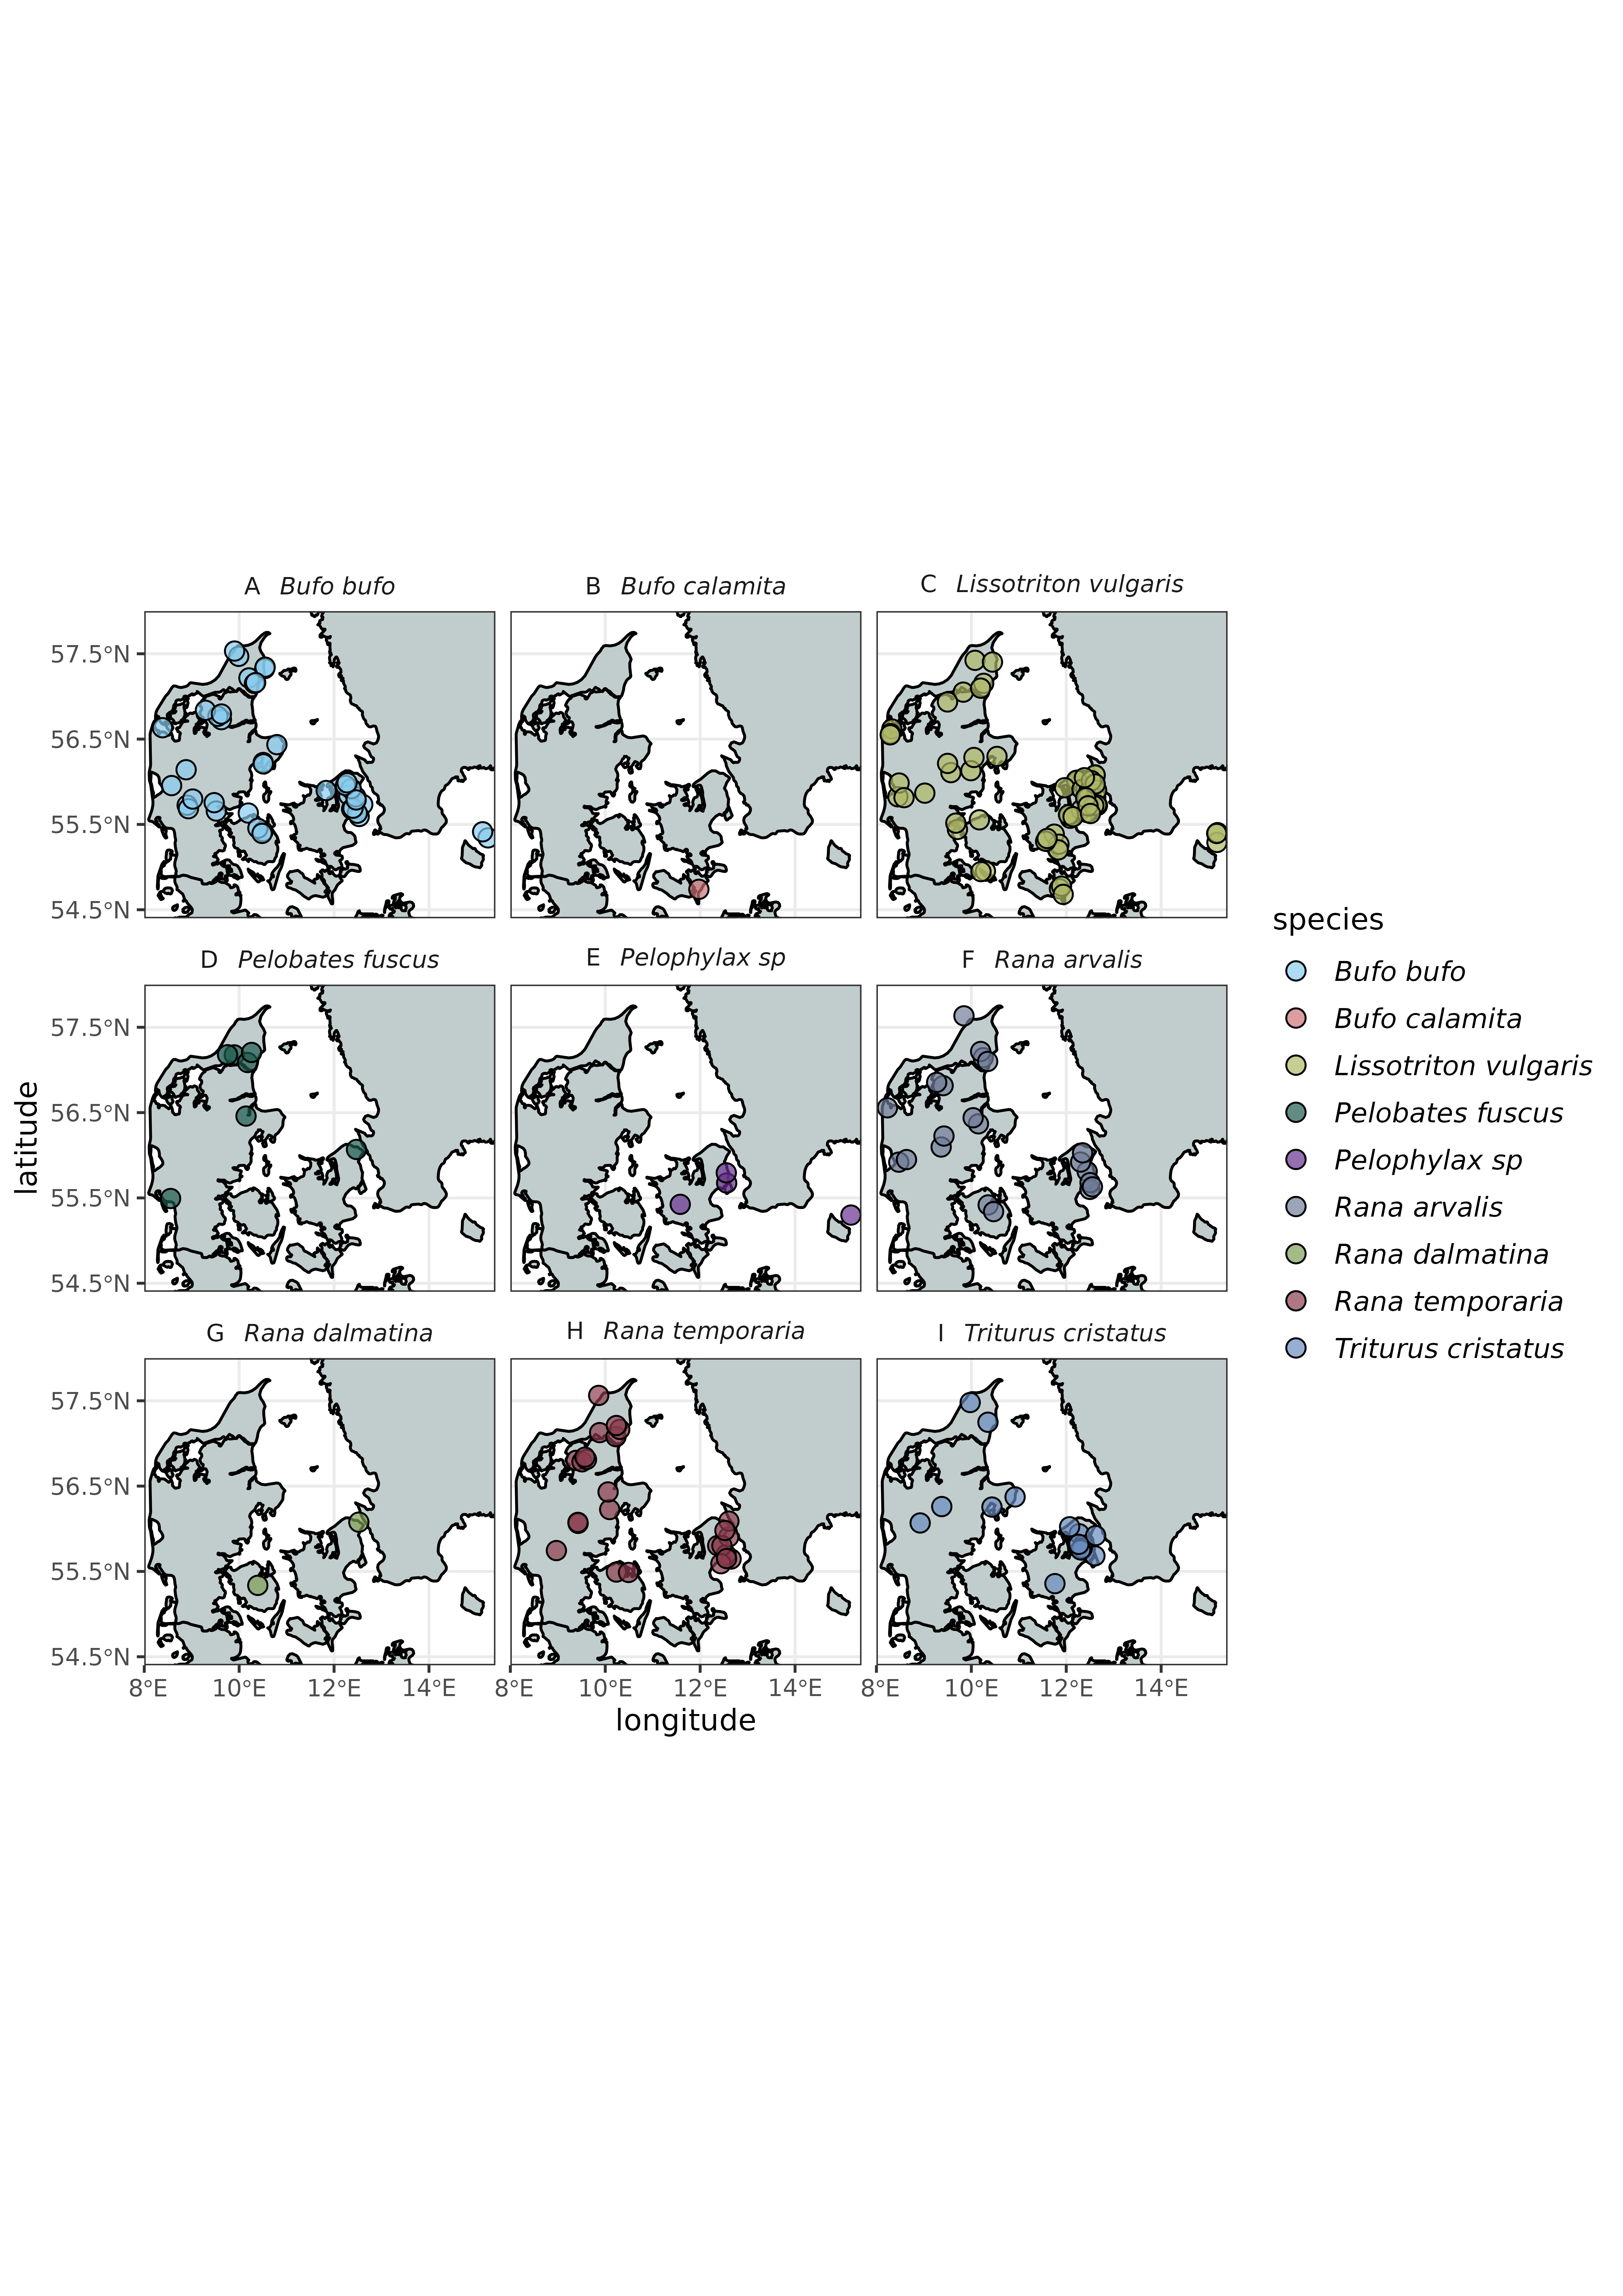 A Bufo bufo
B Bufo calamita
C Lissotriton vulgaris
57.5°N
56.5°N
55.5°N
54.5°N
D Pelobates fuscus
E Pelophylax sp
F Rana arvalis
57.5°N
56.5°N
55.5°N
54.5°N
G Rana dalmatina
H Rana temporaria
I Triturus cristatus
57.5°N
56.5°N
55.5°N
54.5°N
8°E 10°E 12°E 14°E 8°E 10°E 12°E 14°E 8°E 10°E 12°E 14°E
longitude
latitude
species
Bufo bufo
Bufo calamita
Lissotriton vulgaris
Pelobates fuscus
Pelophylax sp
Rana arvalis
Rana dalmatina
Rana temporaria
Triturus cristatus